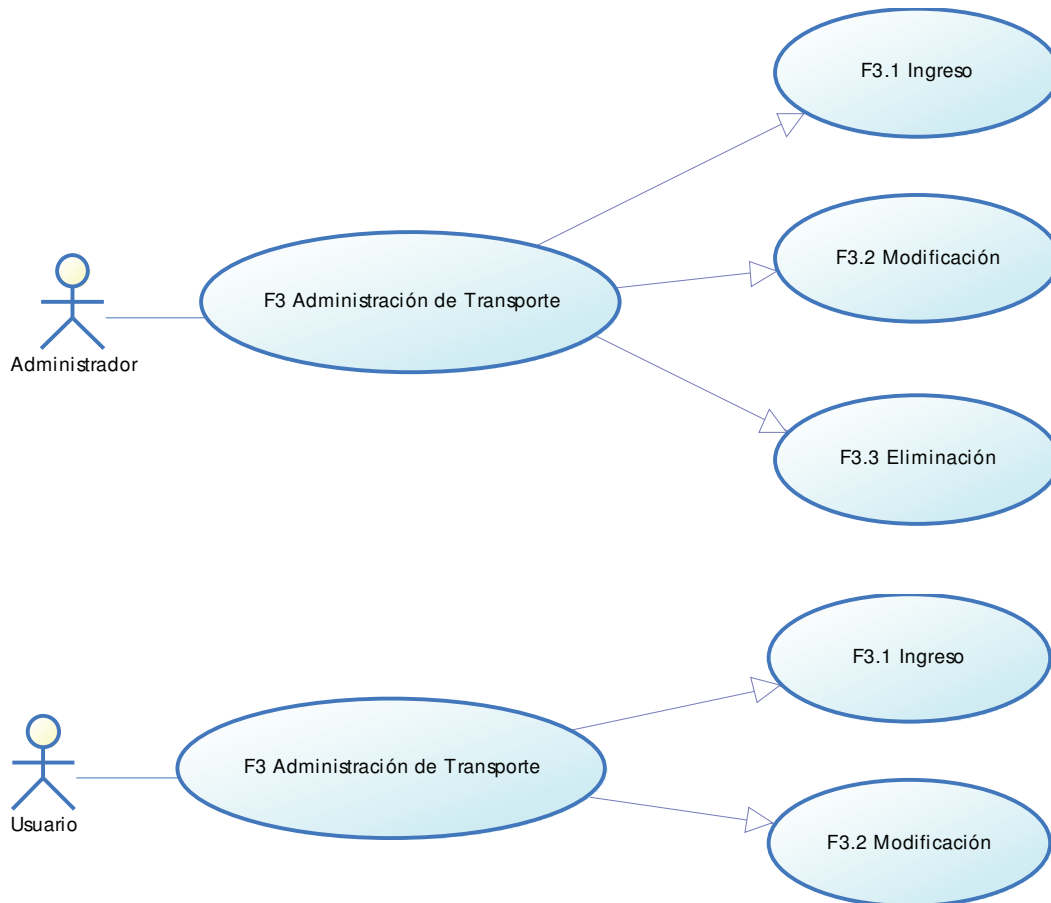 F3.1 Ingreso
F3.2 Modificación
F3 Administración de Transporte
Administrador
F3.3 Eliminación
F3.1 Ingreso
F3 Administración de Transporte
Usuario
F3.2 Modificación